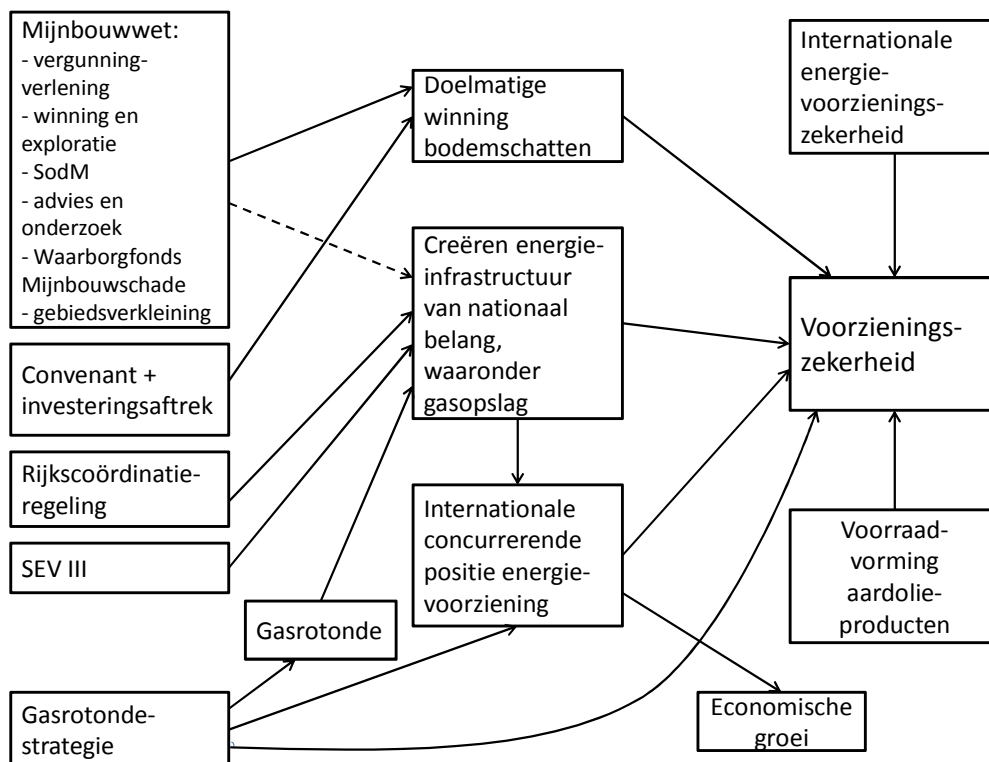 Mijnbouwwet:
- vergunning-
verlening
- winning en
exploratie
- SodM
- advies en
onderzoek
- Waarborgfonds
Mijnbouwschade
- gebiedsverkleining
Convenant +
investeringsaftrek
Rijkscoördinatie-
regeling
SEV III
Gasrotonde
Gasrotonde-
strategie
Doelmatige
winning
bodemschatten
Creëren energie-
infrastructuur
van nationaal
belang,
waaronder
gasopslag
Internationale
concurrerende
positie energie-
voorziening
Internationale
energie-
voorzienings-
zekerheid
Voorzienings-
zekerheid
Voorraad-
vorming
aardolie-
producten
Economische
groei